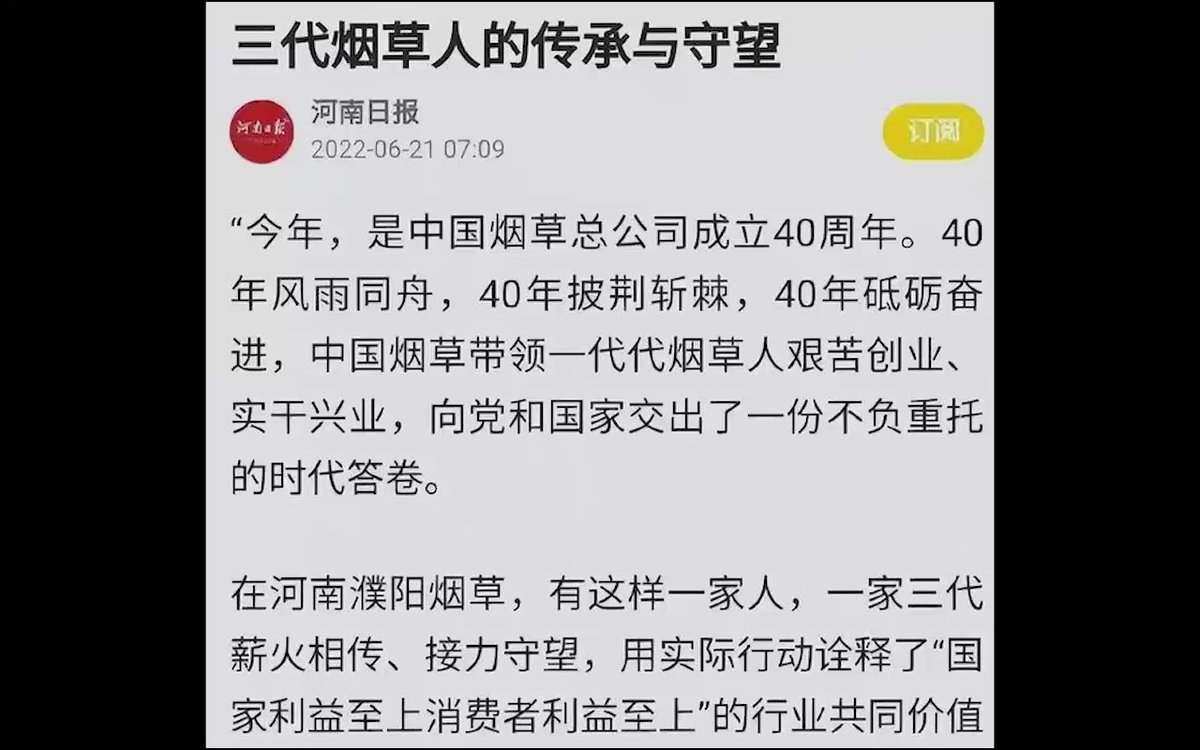 三代烟草人的传承与守望
河南日报
河南日报
2022-06-21 07:09
订阅
“今年，是中国烟草总公司成立40周年。40
年风雨同舟，40年披荆斩棘，40年砥砺奋
进，中国烟草带领一代代烟草人艰苦创业、
实干兴业，向党和国家交出了一份不负重托
的时代答卷。
在河南濮阳烟草，有这样一家人，一家三代
薪火相传、接力守望，用实际行动诠释了“国
家利益至上消费者利益至上”的行业共同价值